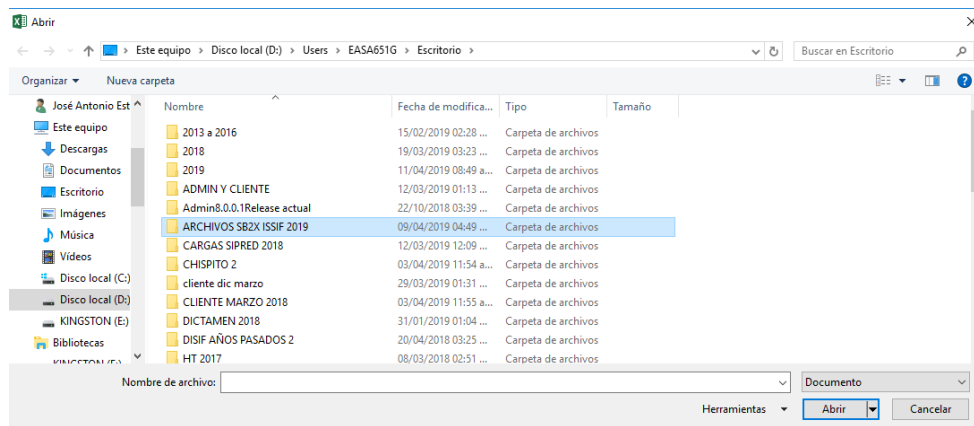 Abrir
Este equipo > Disco local (D:) > Users > EASA651G > Escritorio >
Buscar en Escritorio
Organizar
Nueva carpeta
José Antonio Est
Este equipo
Descargas
Documentos
Escritorio
Imágenes
Música
Vídeos
Disco local (C:)
Disco local (D:)
KINGSTON (E:)
Bibliotecas
KINGSTON (E:)
Nombre Fecha de modifica... Tipo Tamaño
2013 a 2016 15/02/2019 02:28 ... Carpeta de archivos
2018 19/03/2019 03:23 ... Carpeta de archivos
2019 11/04/2019 08:49 a... Carpeta de archivos
ADMIN Y CLIENTE 12/03/2019 01:13 ... Carpeta de archivos
Admin8.0.0.1Release actual 22/10/2018 03:39 ... Carpeta de archivos
ARCHIVOS SB2X ISSIF 2019 09/04/2019 04:49 ... Carpeta de archivos
CARGAS SIPRED 2018 12/03/2019 12:09 ... Carpeta de archivos
CHISPITO 2 03/04/2019 11:54 a... Carpeta de archivos
cliente dic marzo 29/03/2019 01:31 ... Carpeta de archivos
CLIENTE MARZO 2018 03/04/2019 11:55 a... Carpeta de archivos
DICTAMEN 2018 31/01/2019 01:04 ... Carpeta de archivos
DISIF AÑOS PASADOS 2 20/04/2018 03:25 ... Carpeta de archivos
HT 2017 08/03/2018 02:51 ... Carpeta de archivos
Nombre de archivo:
Documento
Herramientas
Abrir
Cancelar